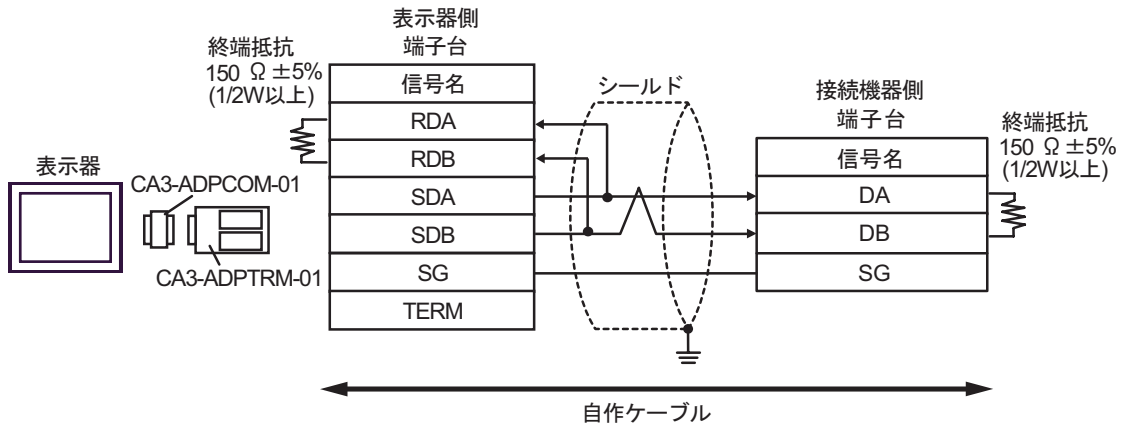 表示器
CA3-ADPCOM-01
CA3-ADPTRM-01
終端抵抗
150 Ω ±5%
(1/2W以上)
表示器側
端子台
信号名
RDA
RDB
SDA
SDB
SG
TERM
シールド
接続機器側
端子台
信号名
DA
DB
SG
終端抵抗
150 Ω ±5%
(1/2W以上)
自作ケーブル